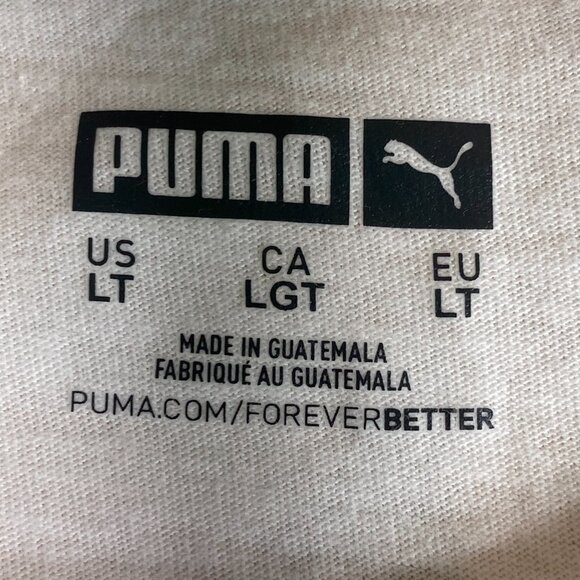 PUMA
US CA EU
LT LGT LT
MADE IN GUATEMALA
FABRIQUÉ AU GUATEMALA
PUMA.COM/FOREVERBETTER